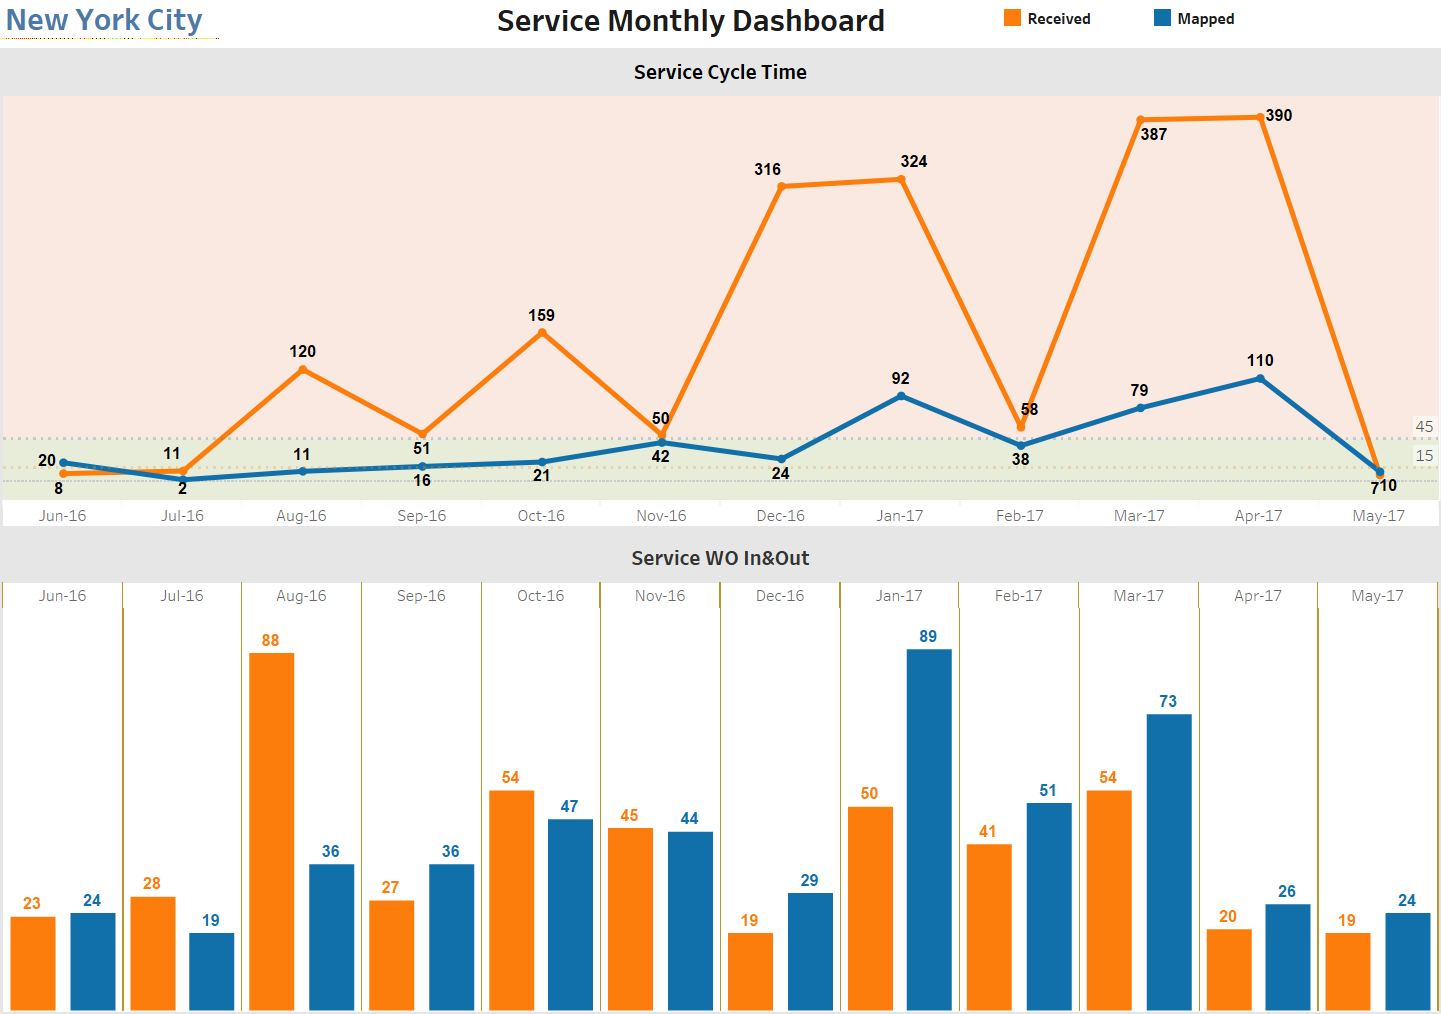 New York City
Service Monthly Dashboard
Received Mapped
Service Cycle Time
390
387
324
316
159
120
110
92
79
58
50
45
51 11 11
42 38
20 24 15
16 21
8 2 7 10
Jun-16 Jul-16 Aug-16 Sep-16 Oct-16 Nov-16 Dec-16 Jan-17 Feb-17 Mar-17 Apr-17 May-17
Service WO In&Out
Jun-16 Jul-16 Aug-16 Sep-16 Oct-16 Nov-16 Dec-16 Jan-17 Feb-17 Mar-17 Apr-17 May-17
23 24 28 19 88 36 27 36 54 47 45 44 19 29 50 89 41 51 54 73 20 26 19 24